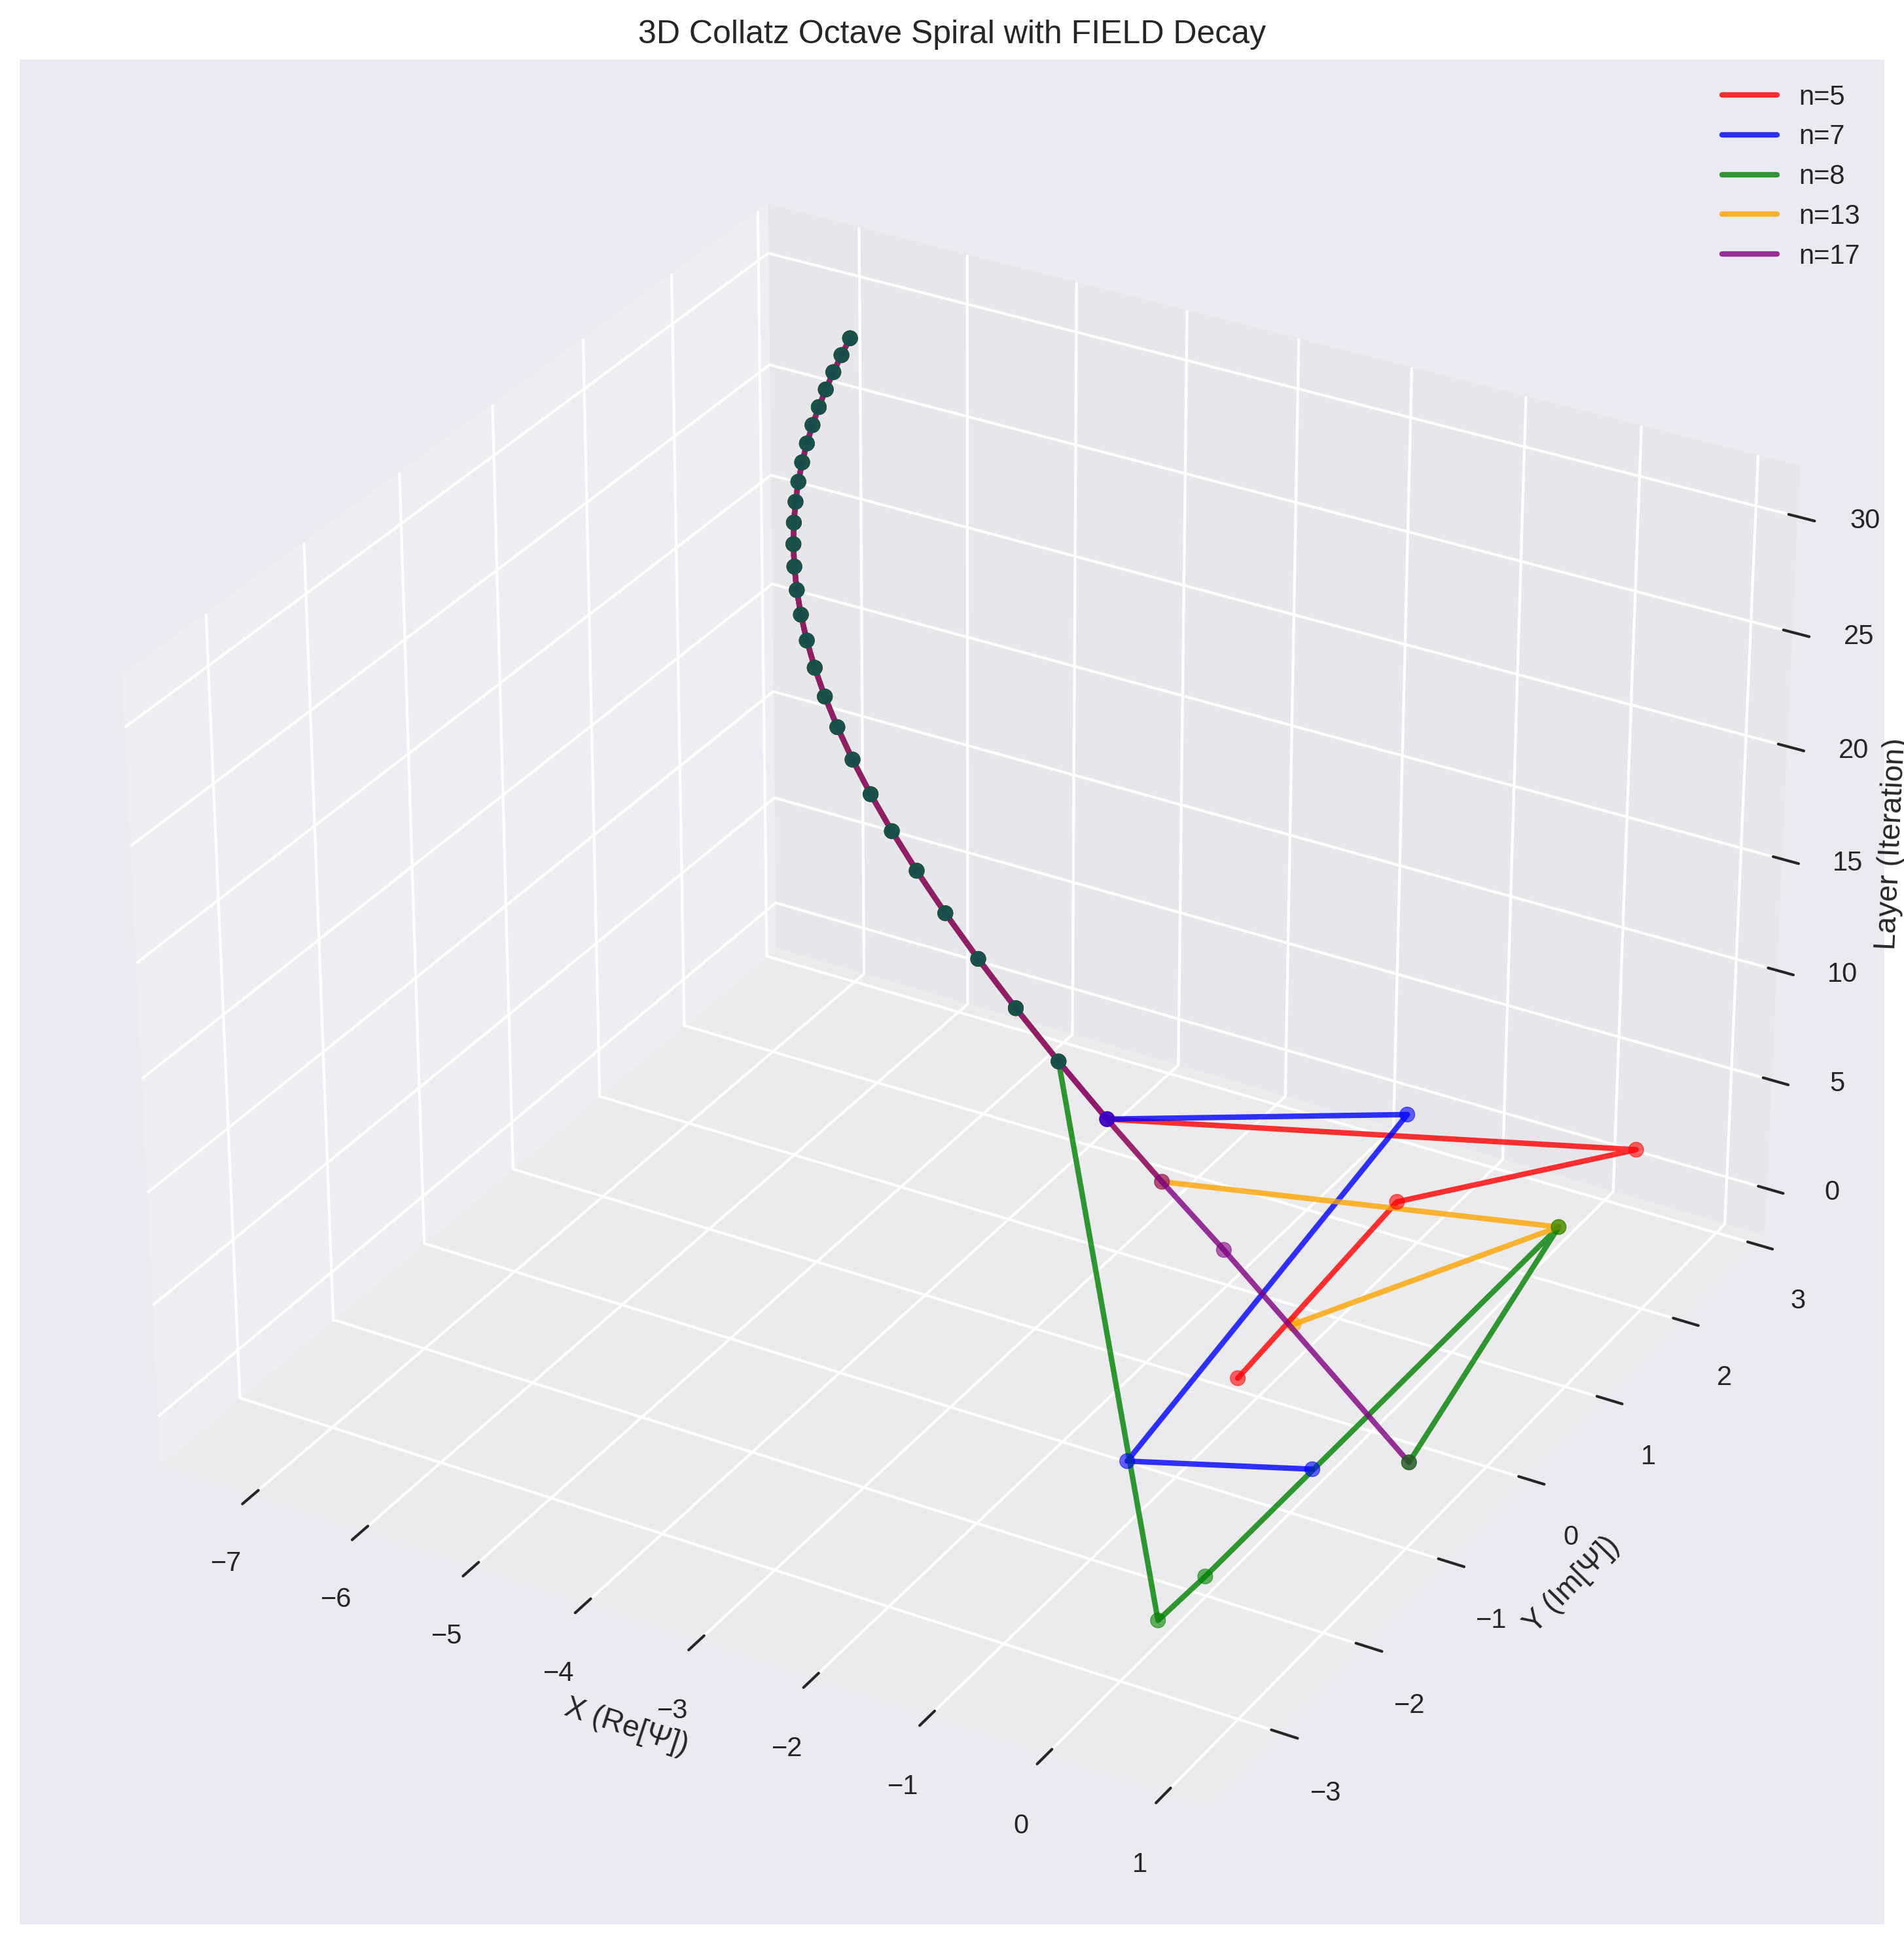 3D Collatz Octave Spiral with FIELD Decay
n=5
n=7
n=8
n=13
n=17
30
25
20
15
10
5
0
Layer (Iteration)
3
2
1
0
−1
−2
−3
Y (Im[Ψ])
−7
−6
−5
−4
−3
−2
−1
0
1
X (Re[Ψ])